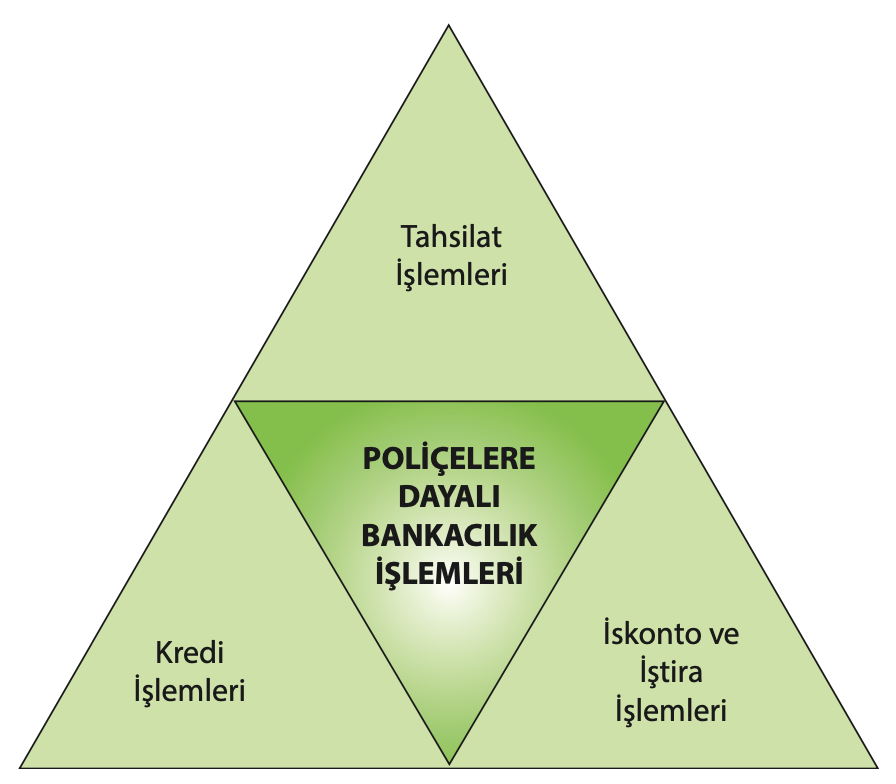 Tahsilat
İşlemleri
POLİÇELERE
DAYALI
BANKACILIK
İŞLEMLERİ
Kredi
İşlemleri
İskonto ve
İştira
İşlemleri